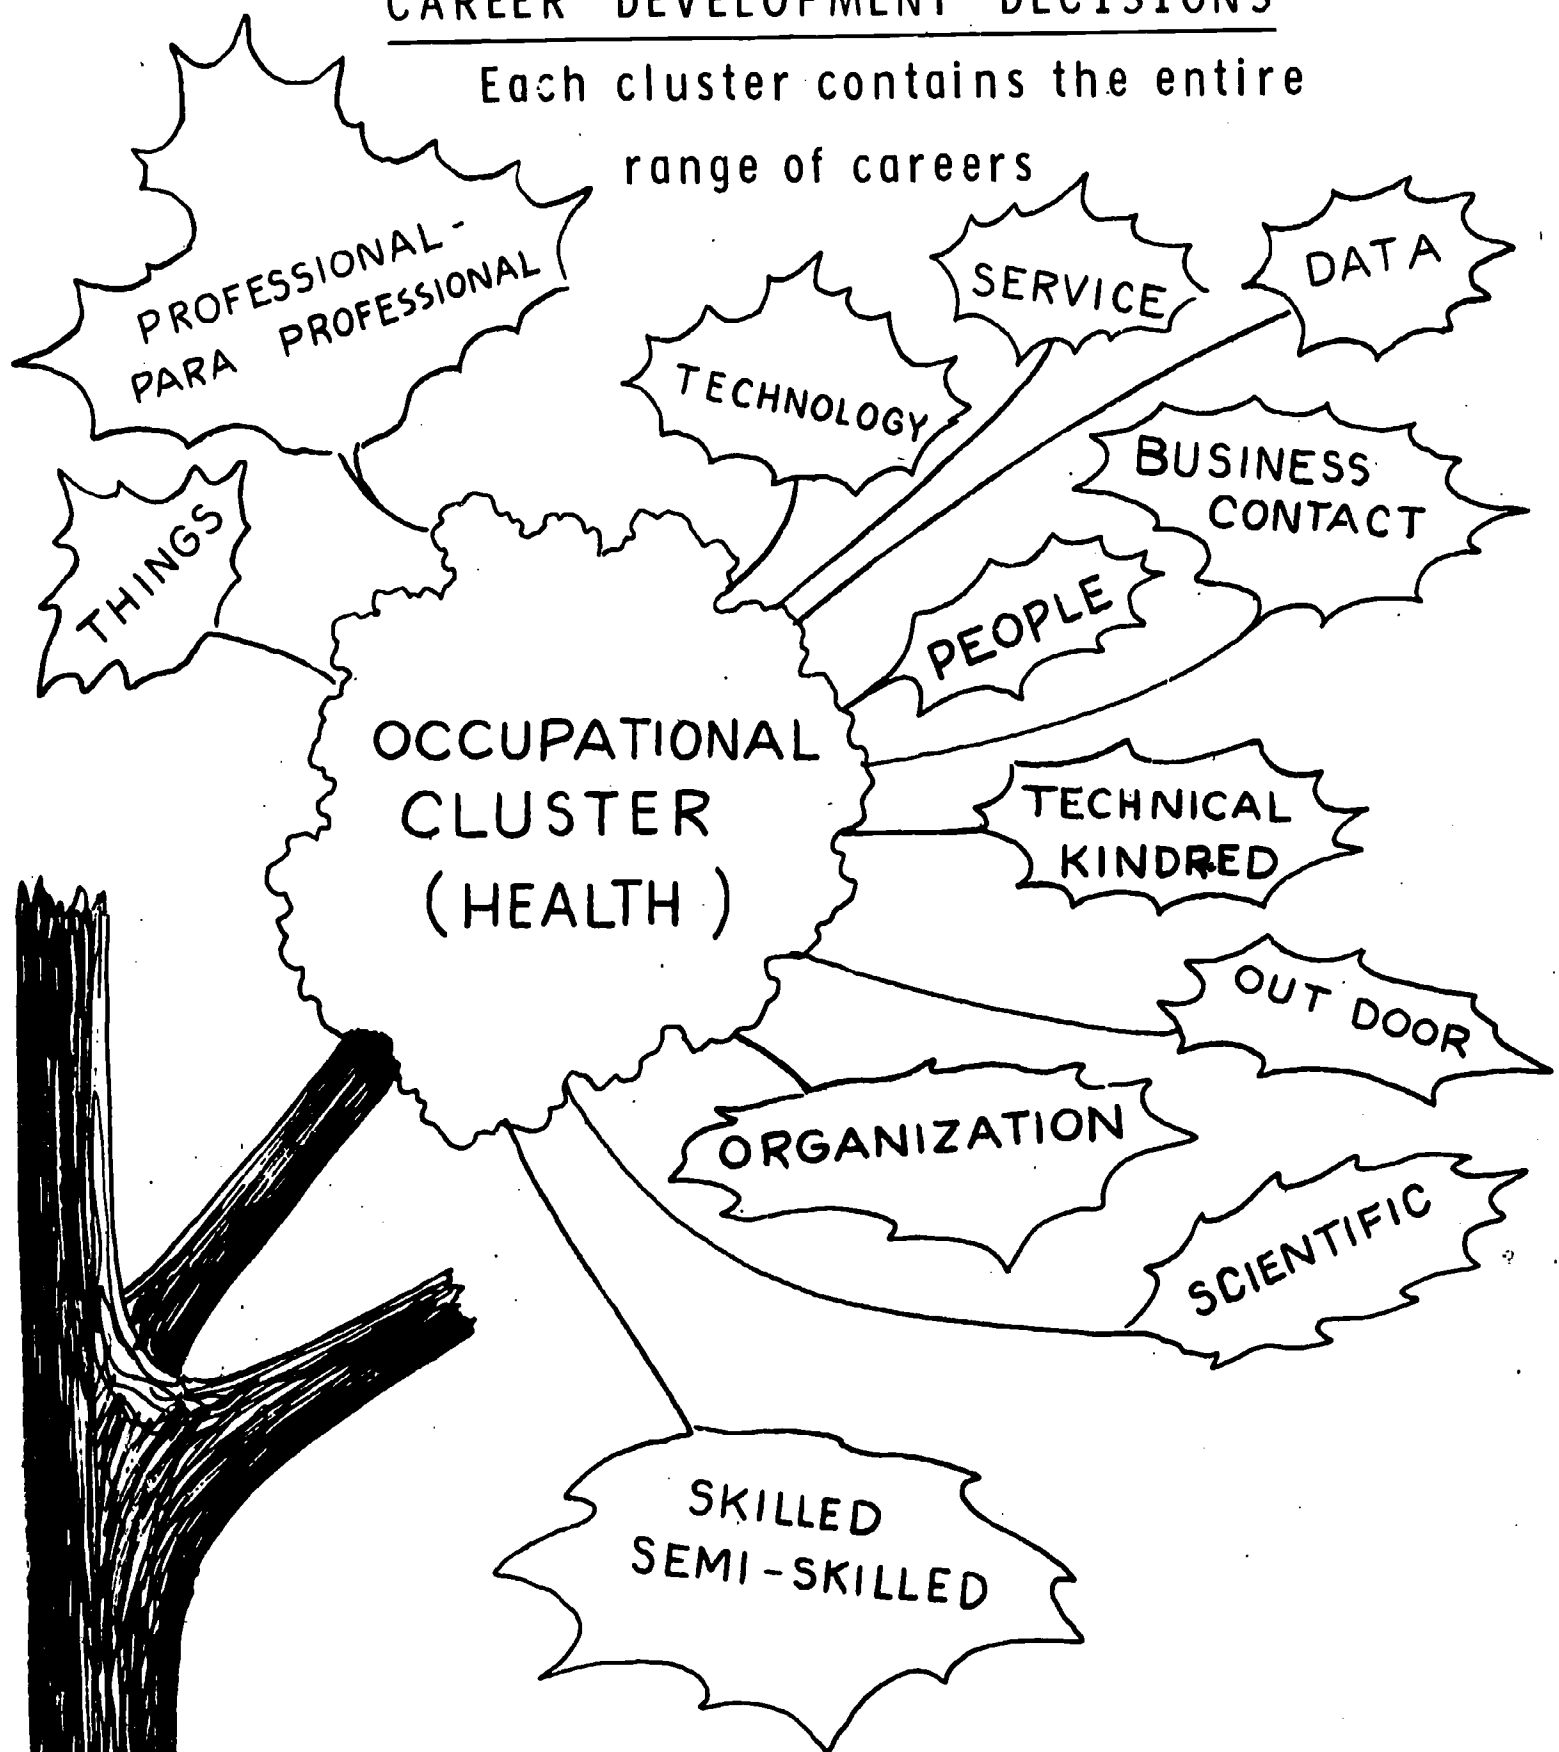 CAREER DEVELOPMENT DECISIONS
Each cluster contains the entire
range of careers
PROFESSIONAL-
PARA PROFESSIONAL
THINGS
TECHNOLOGY
SERVICE
DATA
BUSINESS
CONTACT
PEOPLE
OCCUPATIONAL
CLUSTER
(HEALTH)
TECHNICAL
KINDRED
OUT DOOR
ORGANIZATION
SCIENTIFIC
SKILLED
SEMI-SKILLED